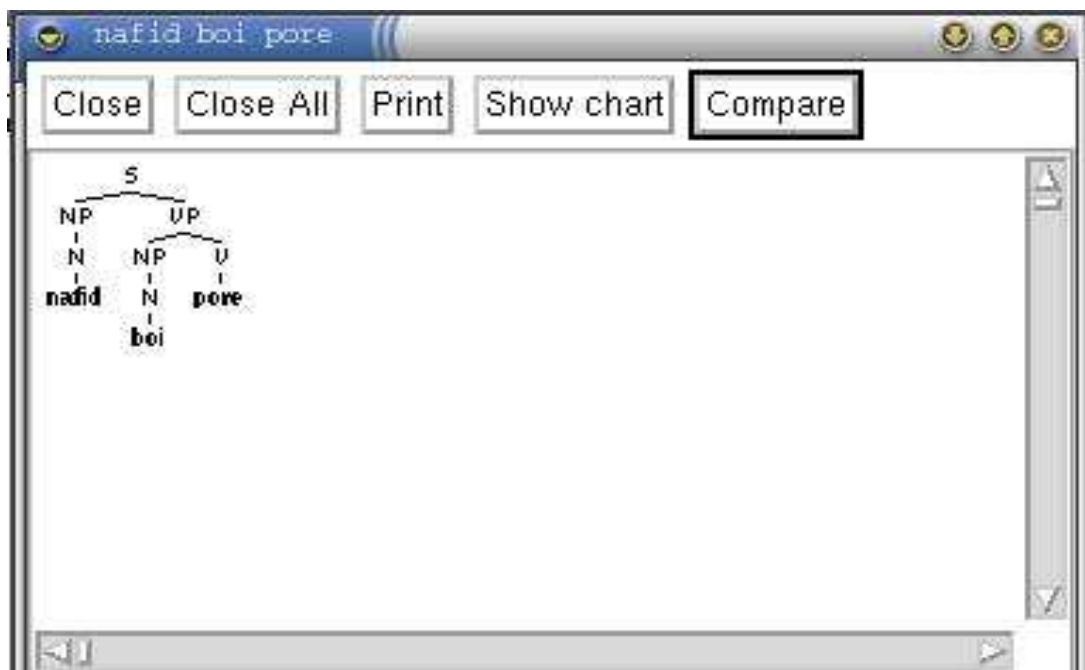 nafid boi pore
Close Close All Print Show chart Compare
S
NP VP
N NP V
nafid N pore
boi